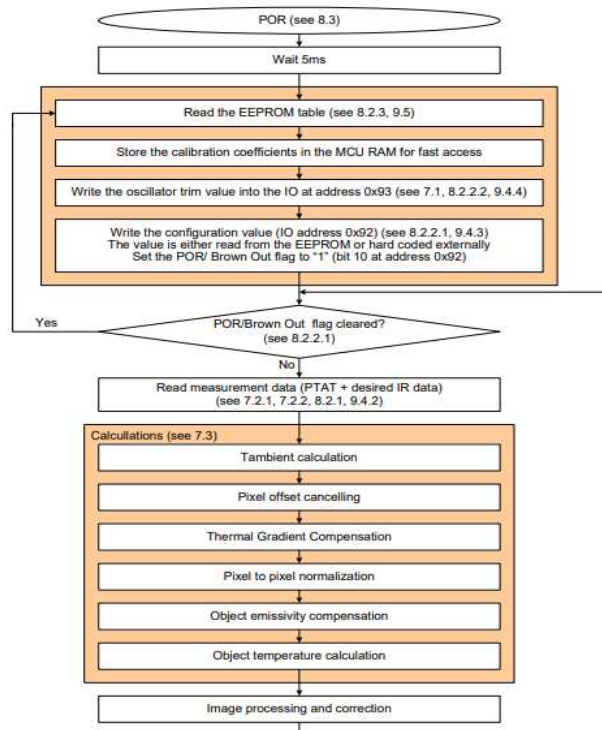 POR (see 8.3)
Wait 5ms
Read the EEPROM table (see 8.2.3, 9.5)
Store the calibration coefficients in the MCU RAM for fast access
Write the oscillator trim value into the IO at address 0x93 (see 7.1, 8.2.2.2, 9.4.4)
Write the configuration value (IO address 0x92) (see 8.2.2.1, 9.4.3)
The value is either read from the EEPROM or hard coded externally
Set the POR/ Brown Out flag to “1” (bit 10 at address 0x92)
Yes
POR/Brown Out flag cleared?
(see 8.2.2.1)
No
Read measurement data (PTAT + desired IR data)
(see 7.2.1, 7.2.2, 8.2.1, 9.4.2)
Calcullations (see 7.3)
Tambient calculation
Pixel offset cancelling
Thermal Gradient Compensation
Pixel to pixel normalization
Object emissivity compensation
Object temperature calculation
Image processing and correction